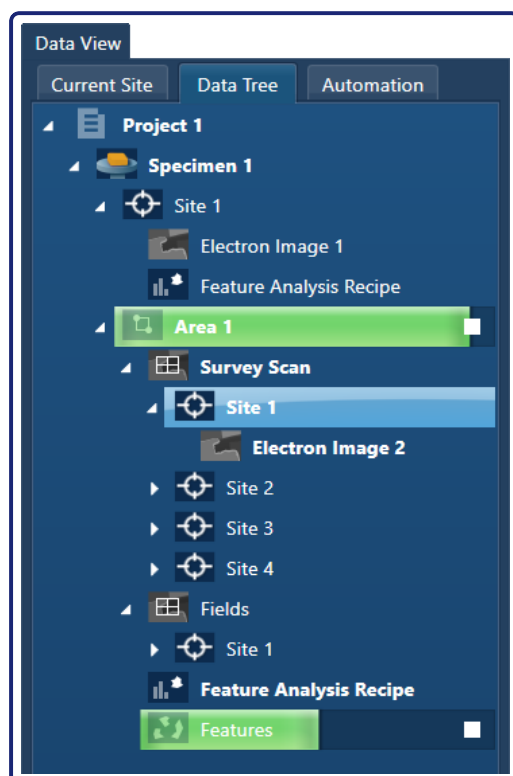 Data View
Current Site Data Tree Automation
Project 1
Specimen 1
Site 1
Electron Image 1
Feature Analysis Recipe
Area 1
Survey Scan
Site 1
Electron Image 2
Site 2
Site 3
Site 4
Fields
Site 1
Feature Analysis Recipe
Features